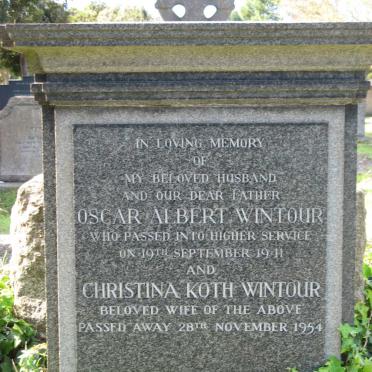 IN LOVING MEMORY
OF
MY BELOVED HUSBAND
AND OUR DEAR FATHER
OSCAR ALBERT WINTOUR
WHO PASSED INTO HIGHER SERVICE
ON 19TH SEPTEMBER 1941
AND
CHRISTINA KOTH WINTOUR
BELOVED WIFE OF THE ABOVE
PASSED AWAY 28TH NOVEMBER 1954